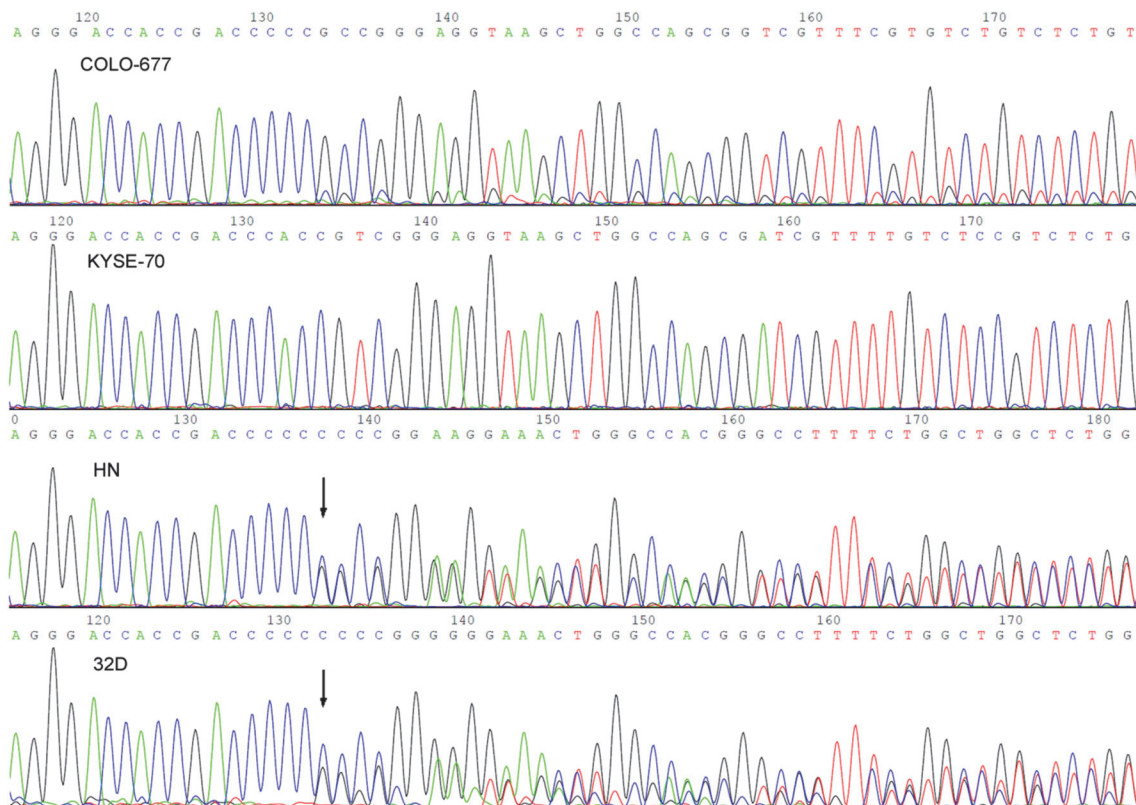 120 130 140 150 160 170
A G G G A C C A C C G A C C C C C G C C G G G A G G T A A G C T G G C C A G C G G T C G T T T C G T G T C T G T C T C T G T
COLO-677
120 130 140 150 160 170
A G G G A C C A C C G A C C C A C C G T C G G G A G G T A A G C T G G C C A G C G A T C G T T T T G T C T C C G T C T C T G
KYSE-70
0 130 140 150 160 170 180
A G G G A C C A C C G A C C C C C C C C C G G A A G G A A A C T G G G C C A C G G G C C T T T T C T G G C T G G C T C T G G
HN
120 130 140 150 160 170
A G G G A C C A C C G A C C C C C C C C C G G G G G G A A A C T G G G C C A C G G G C C T T T T C T G G C T G G C T C T G G
32D